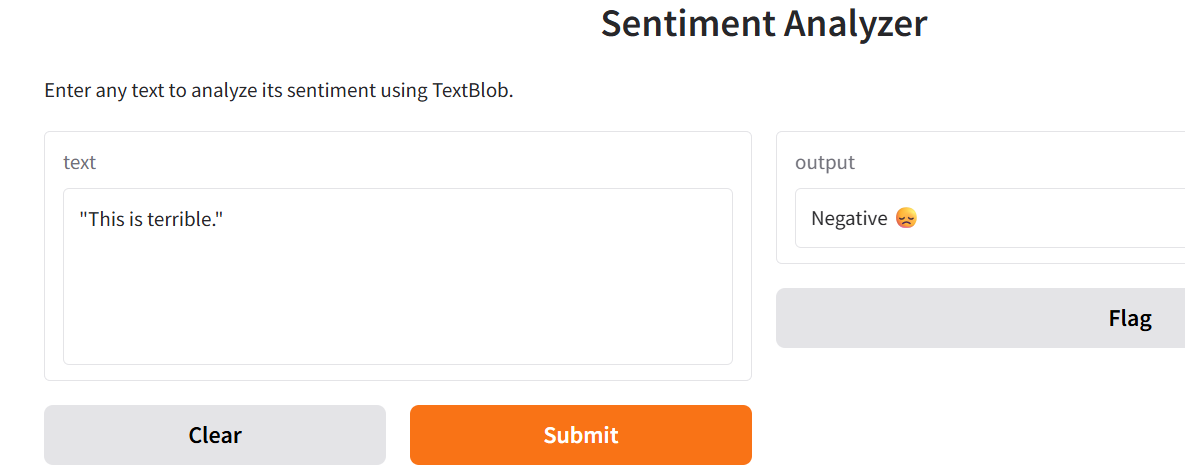 Sentiment Analyzer
Enter any text to analyze its sentiment using TextBlob.
text
"This is terrible."
output
Negative 😞
Flag
Clear
Submit